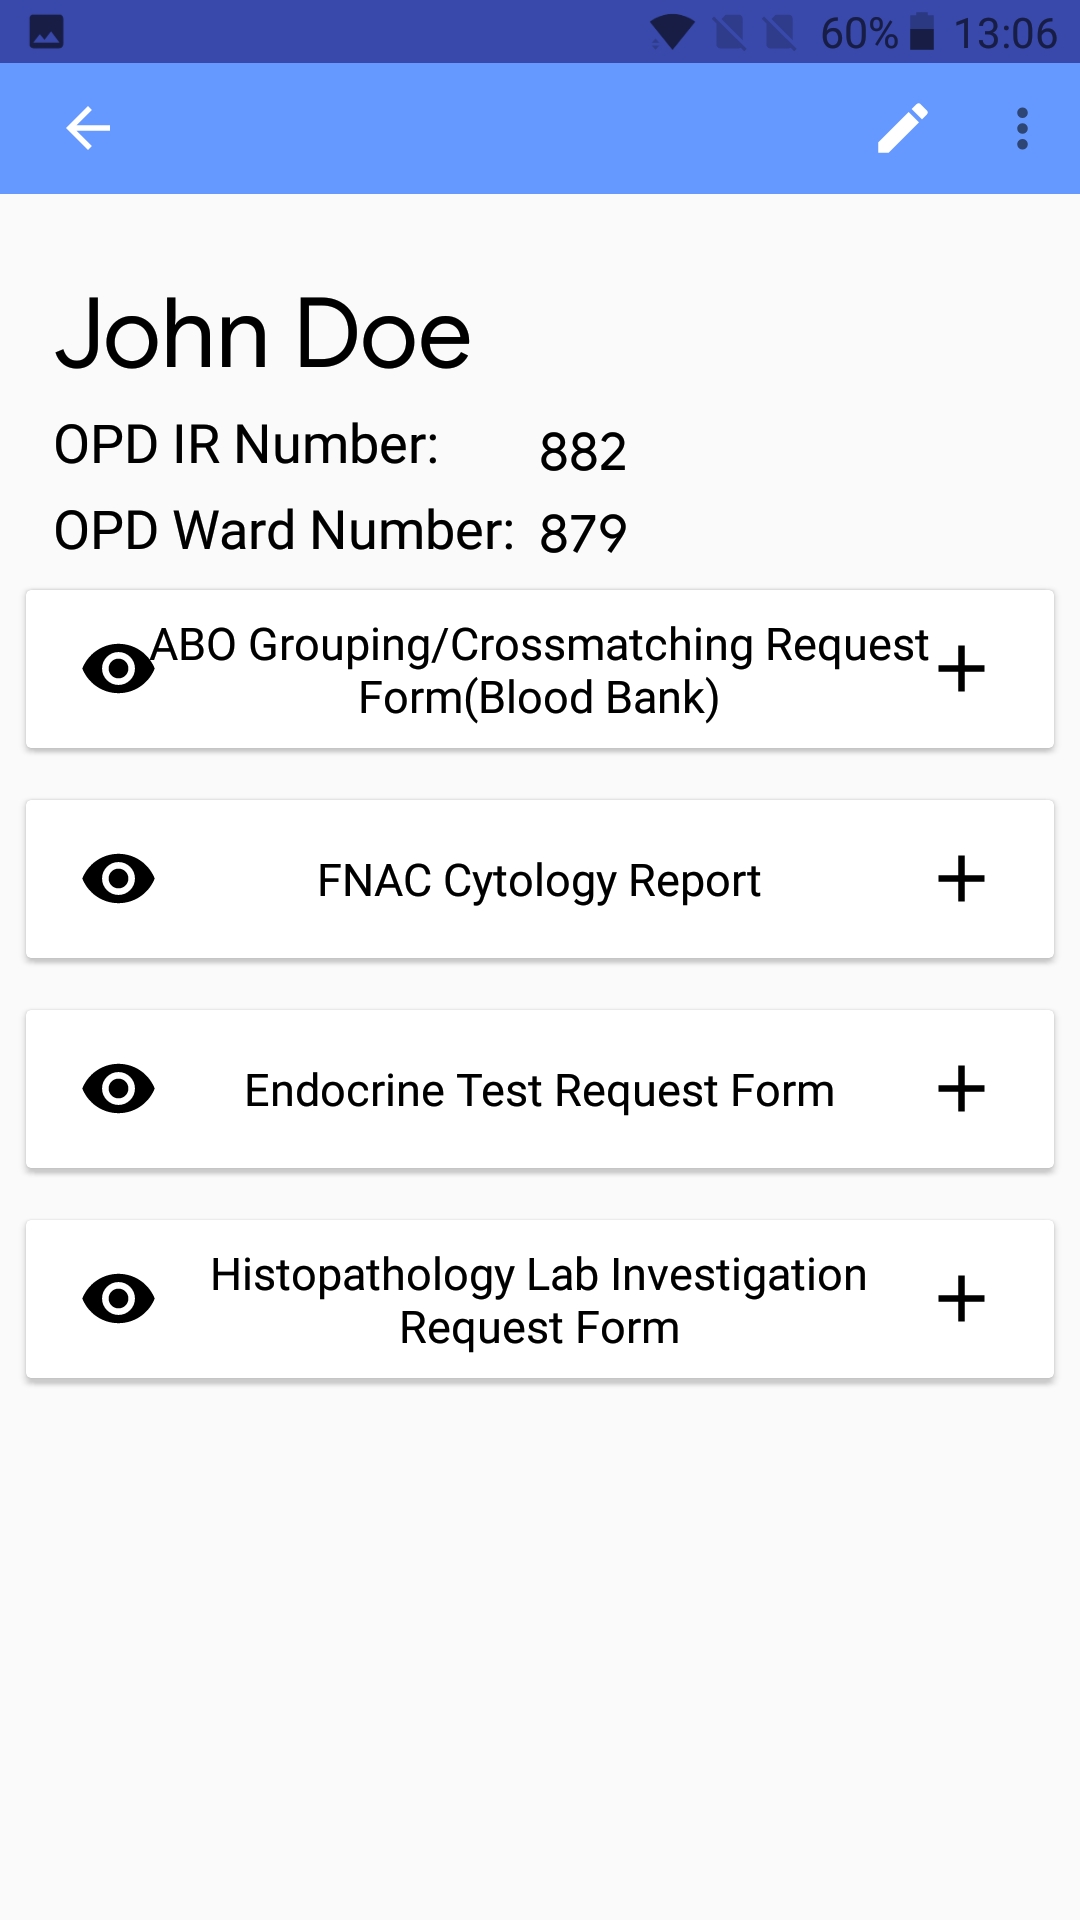 60% 13:06
John Doe
OPD IR Number: 882
OPD Ward Number: 879
ABO Grouping/Crossmatching Request
Form(Blood Bank)
FNAC Cytology Report
Endocrine Test Request Form
Histopathology Lab Investigation
Request Form